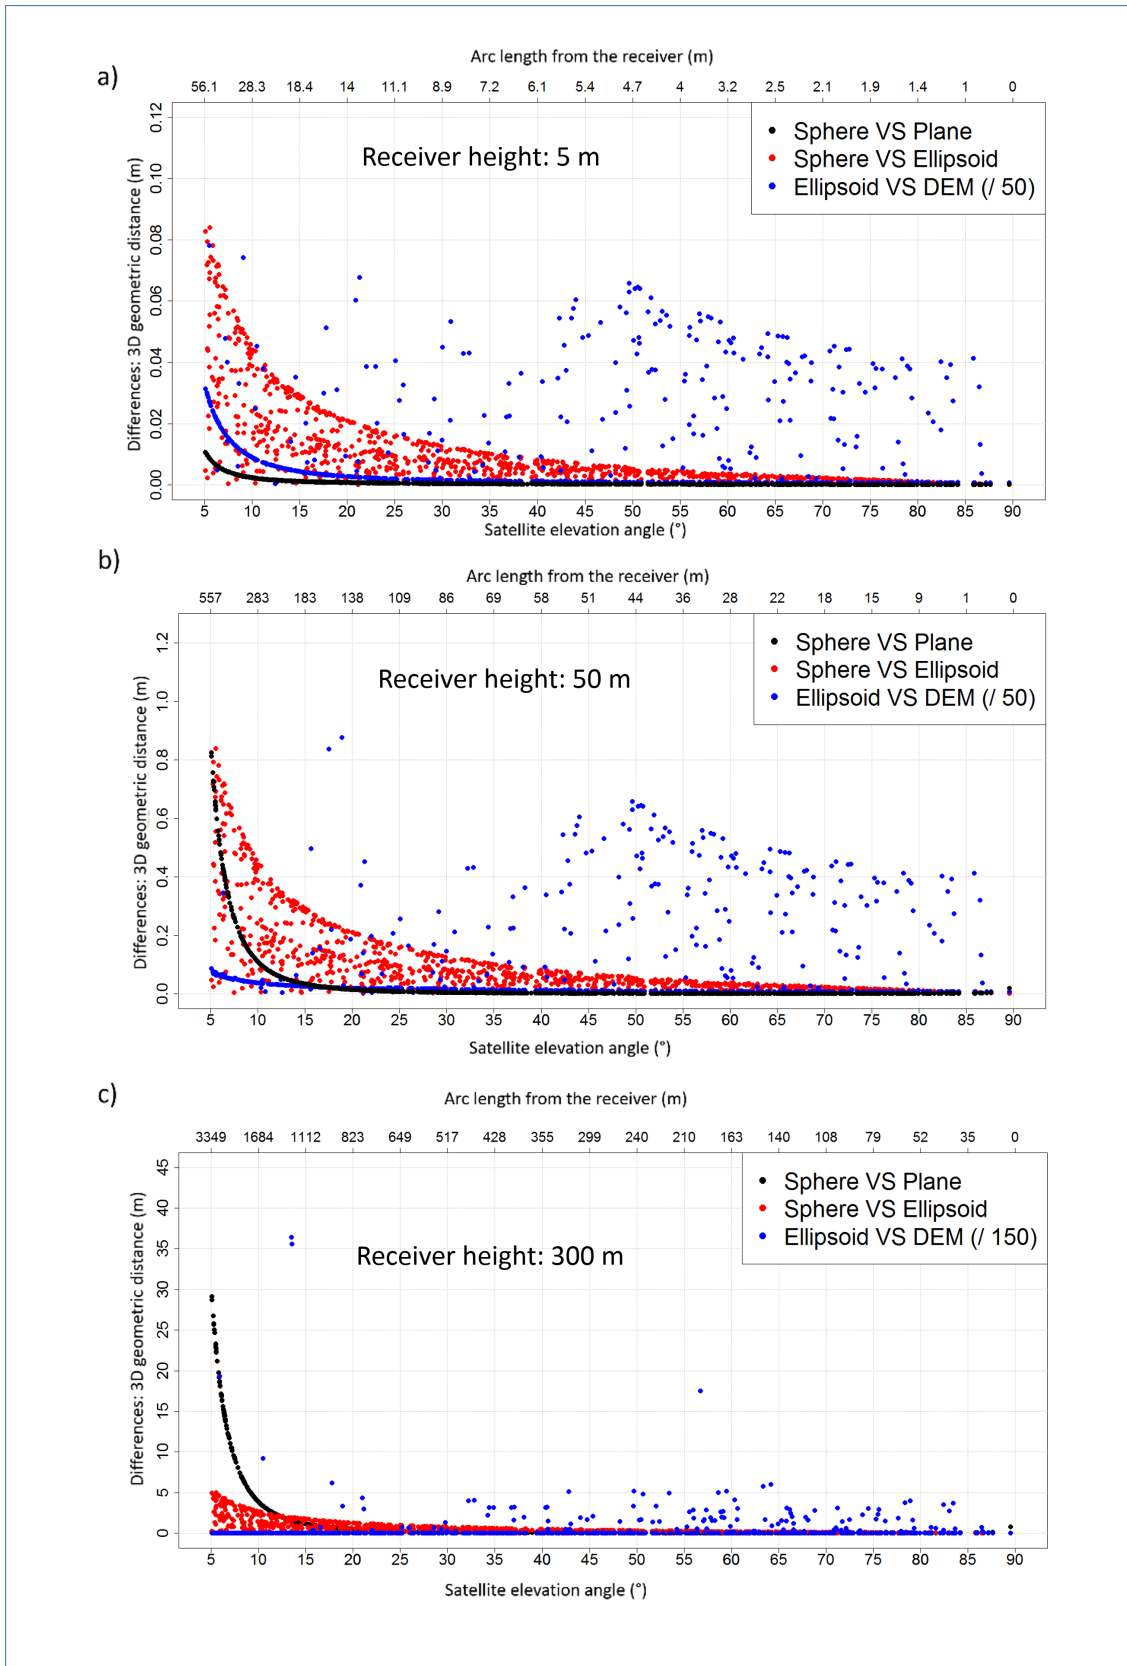 Arc length from the receiver (m)
a)
56.1 28.3 18.4 14 11.1 8.9 7.2 6.1 5.4 4.7 4 3.2 2.5 2.1 1.9 1.4 1 0
Differences: 3D geometric distance (m)
0.12
0.10
0.08
0.06
0.04
0.02
0.00
Receiver height: 5 m
Sphere VS Plane
Sphere VS Ellipsoid
Ellipsoid VS DEM (/ 50)
5 10 15 20 25 30 35 40 45 50 55 60 65 70 75 80 85 90
Satellite elevation angle (°)
b)
Arc length from the receiver (m)
557 283 183 138 109 86 69 58 51 44 36 28 22 18 15 9 1 0
Differences: 3D geometric distance (m)
1.2
1.0
0.8
0.6
0.4
0.2
0.0
Receiver height: 50 m
Sphere VS Plane
Sphere VS Ellipsoid
Ellipsoid VS DEM (/ 50)
5 10 15 20 25 30 35 40 45 50 55 60 65 70 75 80 85 90
Satellite elevation angle (°)
c)
Arc length from the receiver (m)
3349 1684 1112 823 649 517 428 355 299 240 210 163 140 108 79 52 35 0
Differences: 3D geometric distance (m)
45
40
35
30
25
20
15
10
5
0
Receiver height: 300 m
Sphere VS Plane
Sphere VS Ellipsoid
Ellipsoid VS DEM (/ 150)
5 10 15 20 25 30 35 40 45 50 55 60 65 70 75 80 85 90
Satellite elevation angle (°)